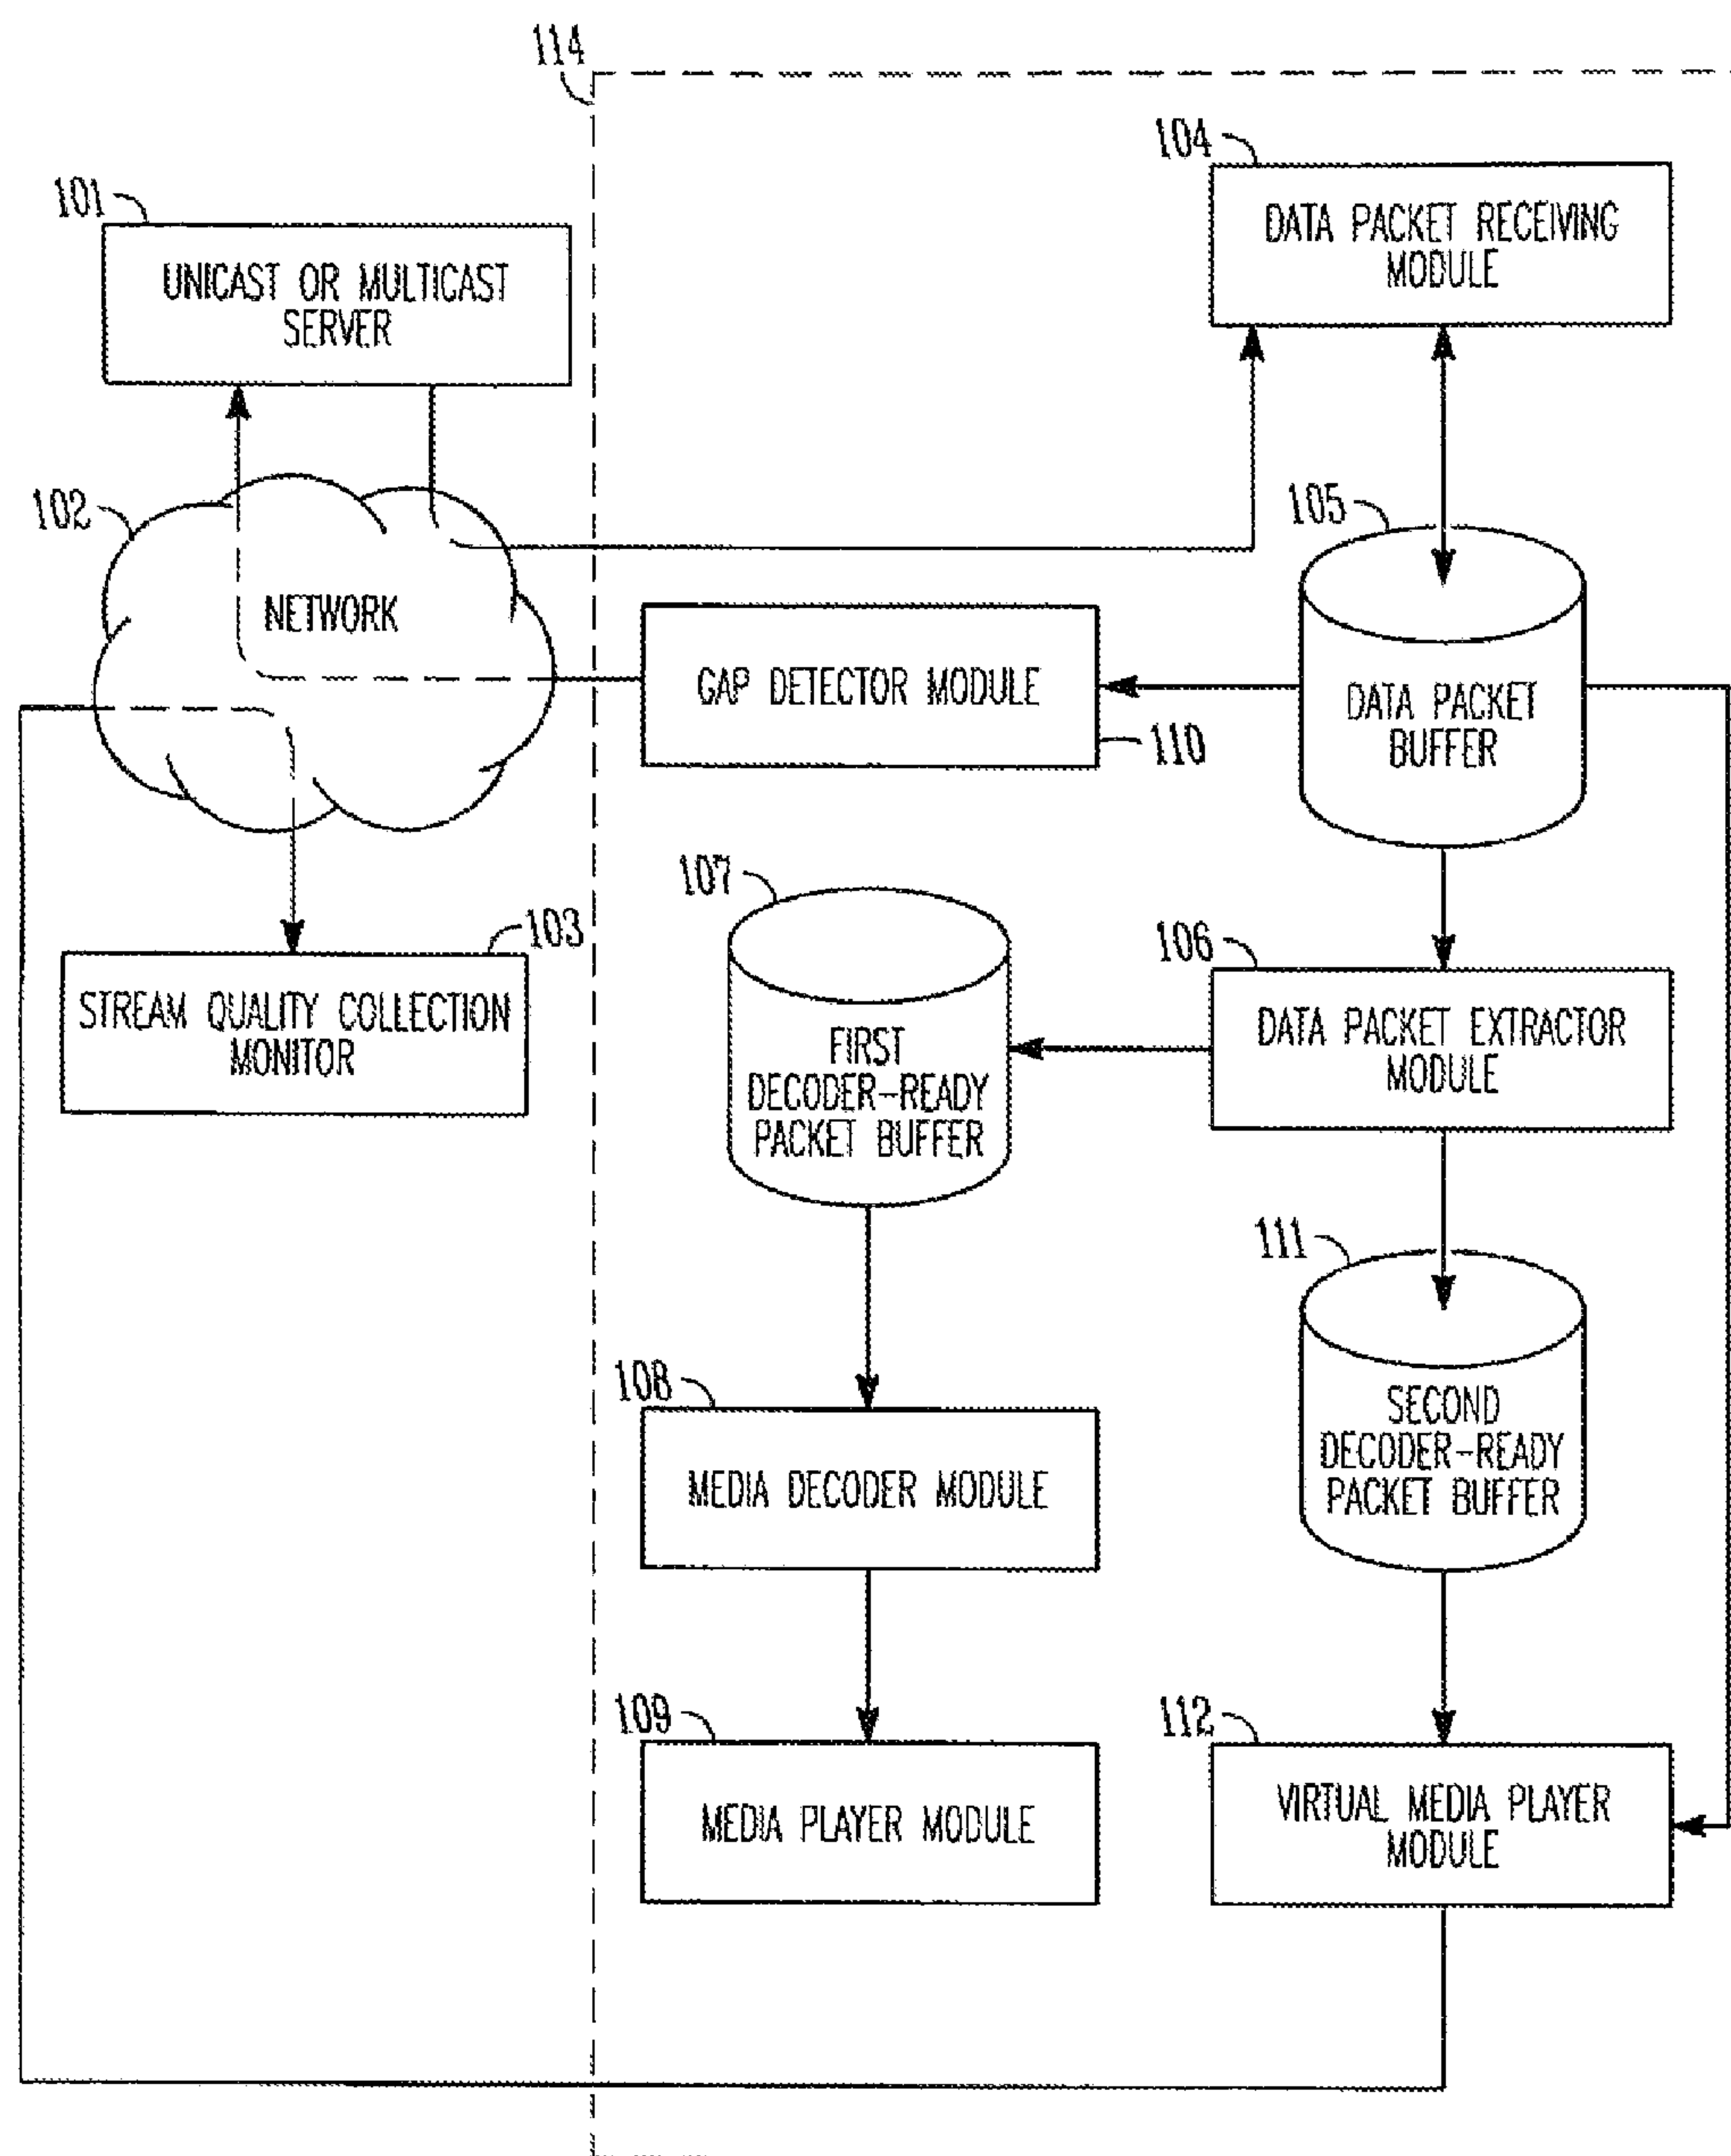 114
104
DATA PACKET RECEIVING
MODULE
101
UNICAST OR MULTICAST
SERVER
102
NETWORK
105
DATA PACKET
BUFFER
GAP DETECTOR MODULE
110
103
STREAM QUALITY COLLECTION
MONITOR
107
FIRST
DECODER-READY
PACKET BUFFER
106
DATA PACKET EXTRACTOR
MODULE
111
SECOND
DECODER-READY
PACKET BUFFER
108
MEDIA DECODER MODULE
109
MEDIA PLAYER MODULE
112
VIRTUAL MEDIA PLAYER
MODULE